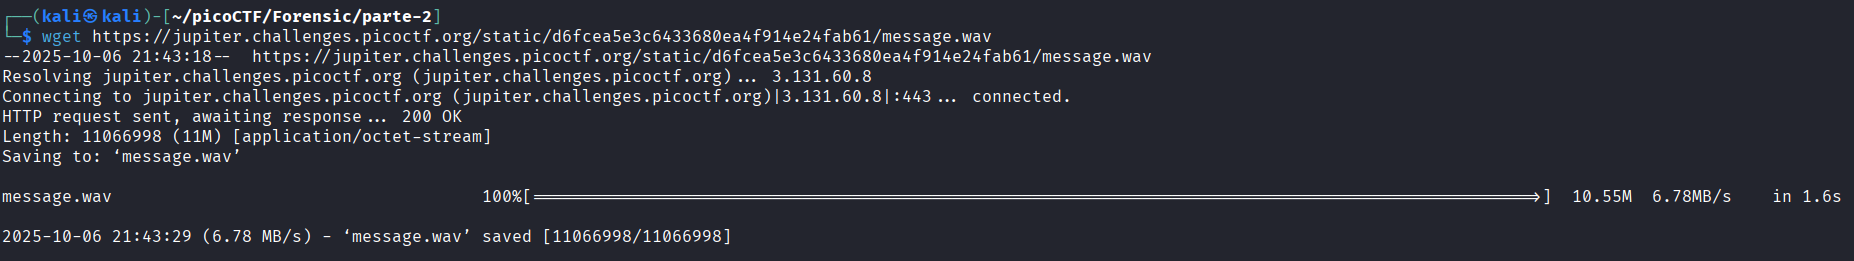 ┌──(kali㉿kali)-[~/picoCTF/Forensic/parte-2]
└─$ wget https://jupiter.challenges.picoctf.org/static/d6fcea5e3c6433680ea4f914e24fab61/message.wav
--2025-10-06 21:43:18--  https://jupiter.challenges.picoctf.org/static/d6fcea5e3c6433680ea4f914e24fab61/message.wav
Resolving jupiter.challenges.picoctf.org (jupiter.challenges.picoctf.org)... 3.131.60.8
Connecting to jupiter.challenges.picoctf.org (jupiter.challenges.picoctf.org)|3.131.60.8|:443... connected.
HTTP request sent, awaiting response... 200 OK
Length: 11066998 (11M) [application/octet-stream]
Saving to: ‘message.wav’
message.wav 100%[===================>] 10.55M 6.78MB/s in 1.6s
2025-10-06 21:43:29 (6.78 MB/s) - ‘message.wav’ saved [11066998/11066998]